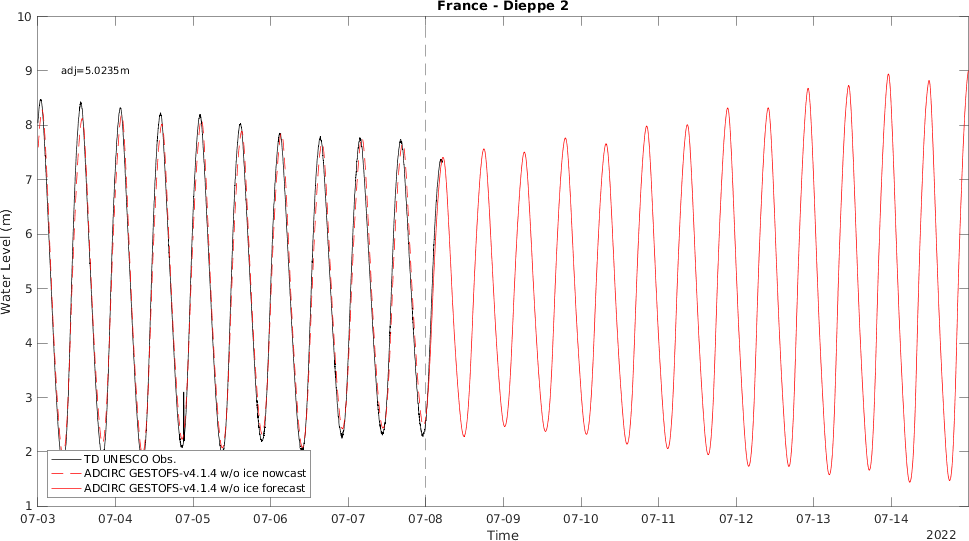 France - Dieppe 2
10
9
8
7
6
5
4
3
2
1
Water Level (m)
adj=5.0235m
TD UNESCO Obs.
ADCIRC GESTOFS-v4.1.4 w/o ice nowcast
ADCIRC GESTOFS-v4.1.4 w/o ice forecast
07-03 07-04 07-05 07-06 07-07 07-08 07-09 07-10 07-11 07-12 07-13 07-14
Time
2022